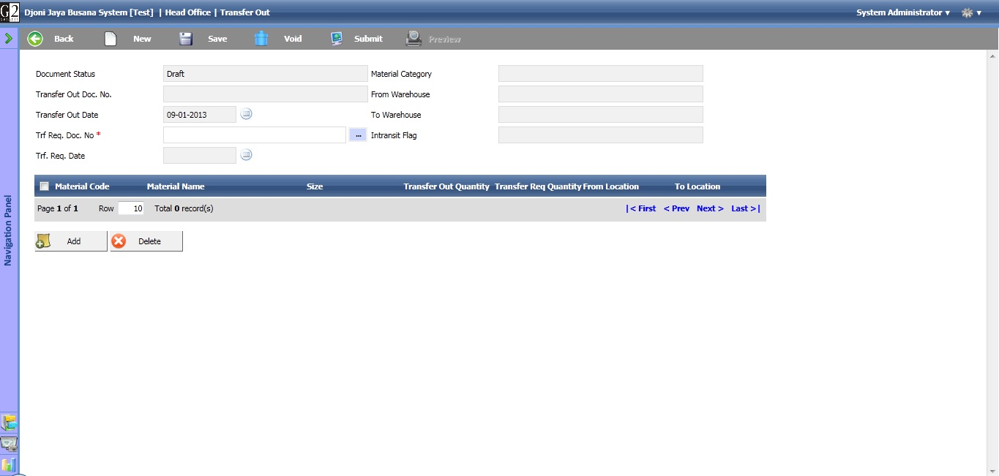 G2 Djoni Jaya Busana System [Test] | Head Office | Transfer Out System Administrator ▼ ▼
Back New Save Void Submit Preview
Document Status Draft Material Category
Transfer Out Doc. No. From Warehouse
Transfer Out Date 09-01-2013 To Warehouse
Trf Req. Doc. No * ... Intransit Flag
Trf. Req. Date
Material Code Material Name Size Transfer Out Quantity Transfer Req Quantity From Location To Location
Page 1 of 1 Row 10 Total 0 record(s) |< First < Prev Next > Last >|
Add Delete
Navigation Panel